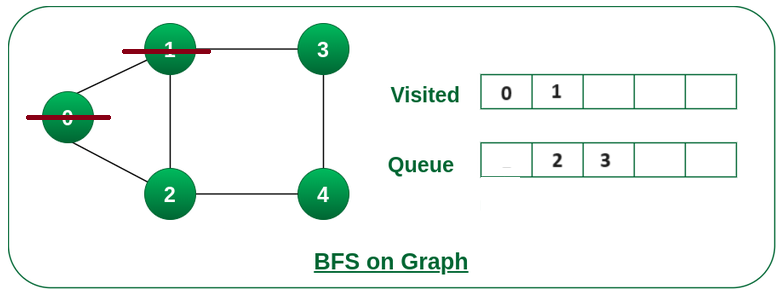 1 3
Visited 0 1
0
Queue 2 3
2 4
BFS on Graph